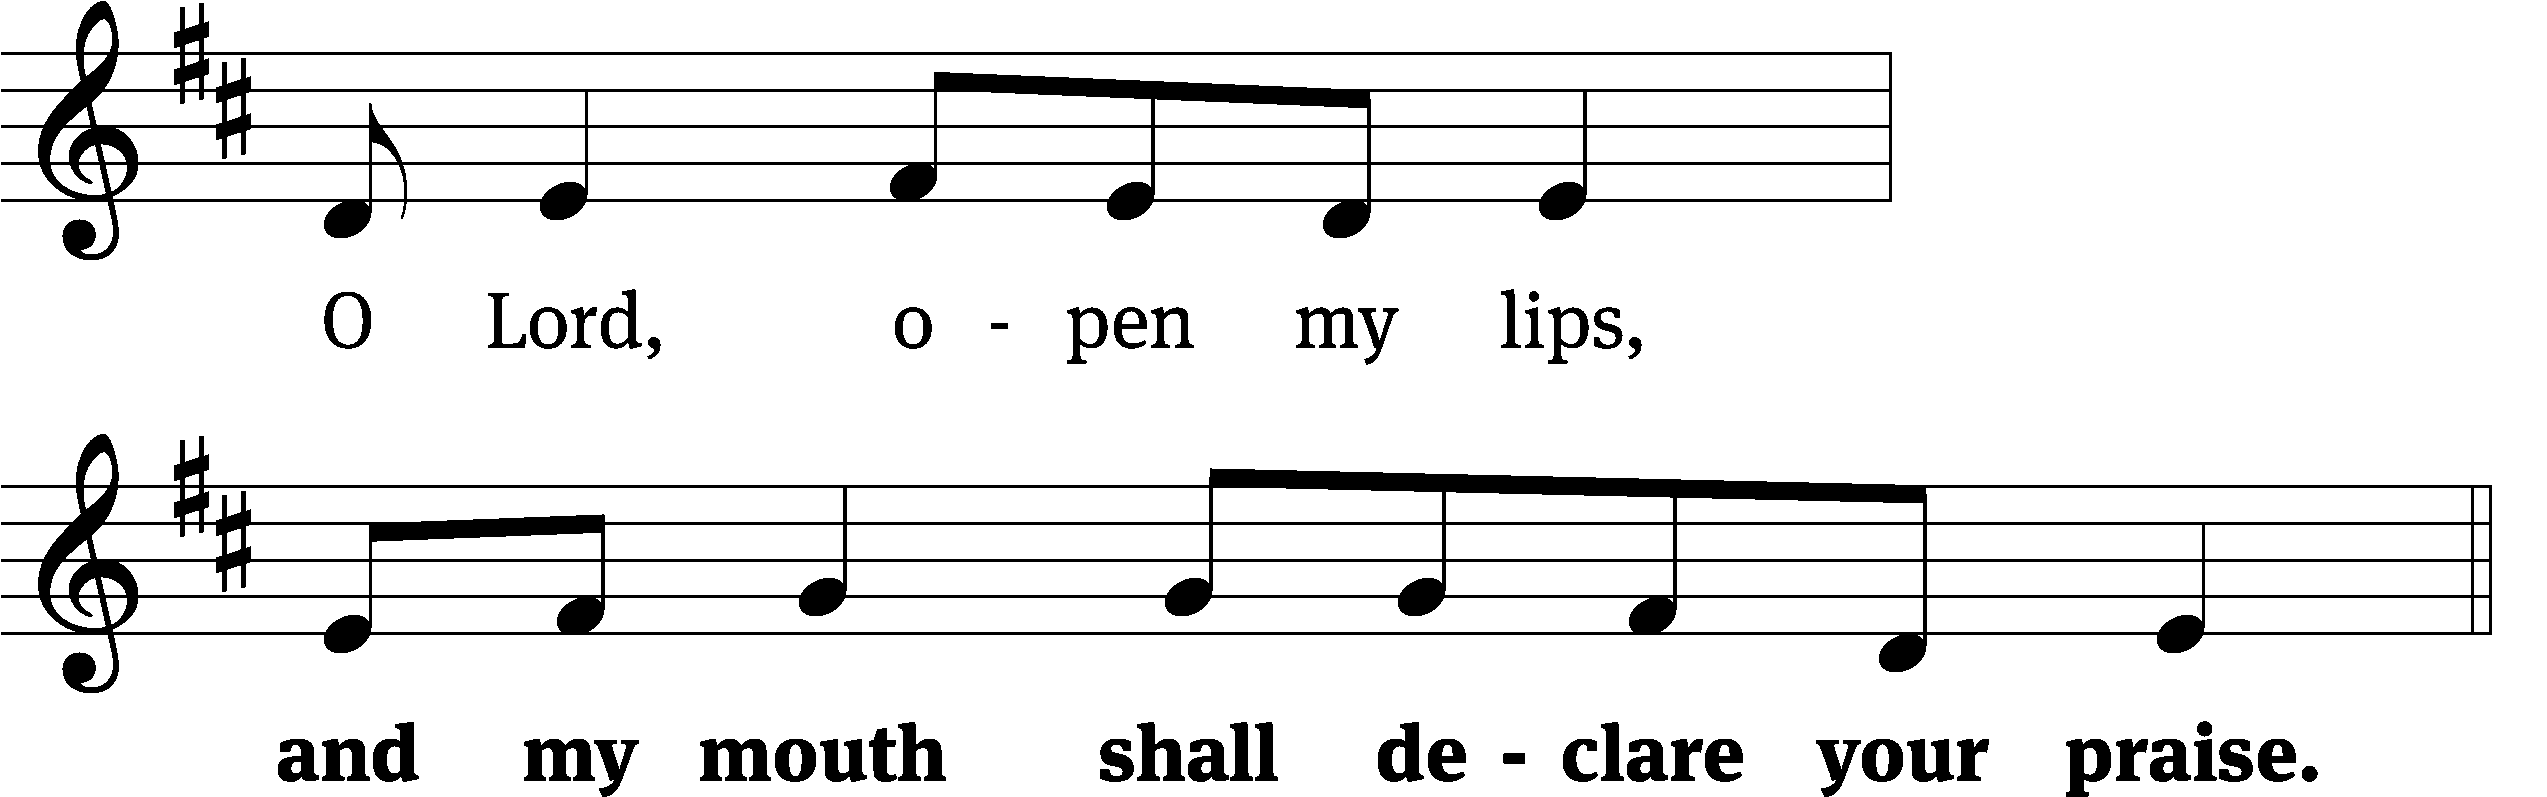 O Lord, o - pen my lips,
and my mouth shall de - clare your praise.